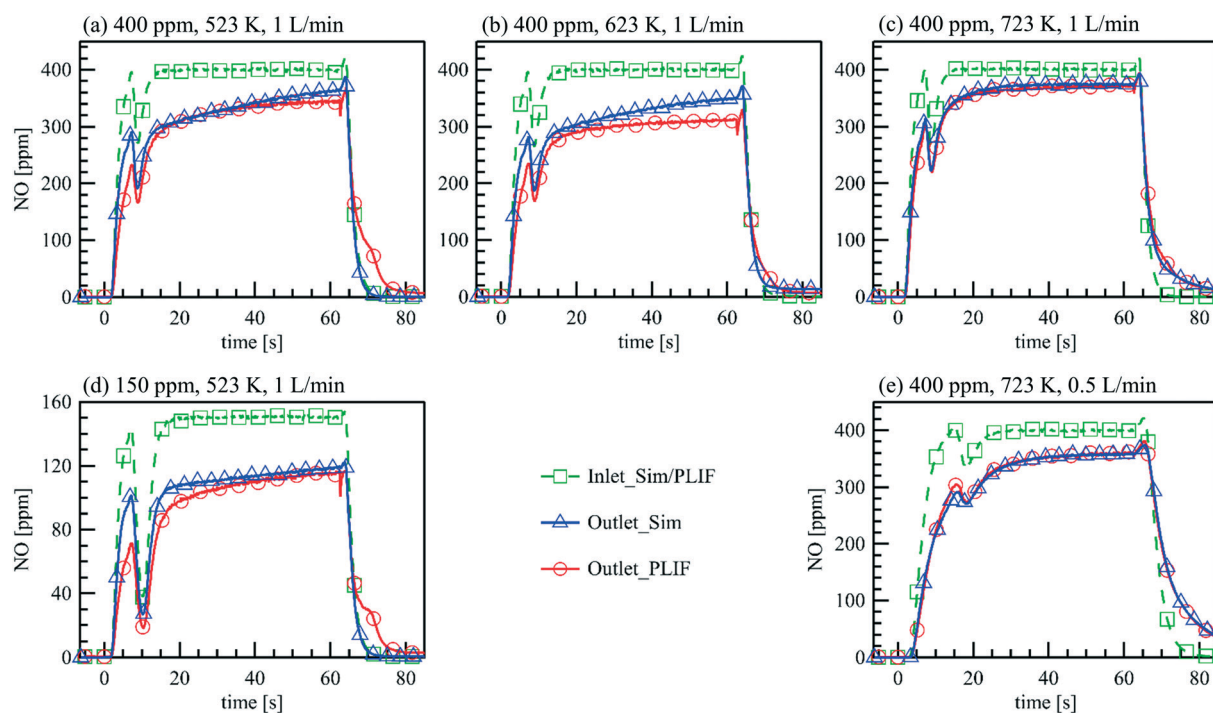 (a) 400 ppm, 523 K, 1 L/min
NO [ppm]
400
300
200
100
0
0
20
40
60
80
time [s]
(b) 400 ppm, 623 K, 1 L/min
400
300
200
100
0
0
20
40
60
80
time [s]
(c) 400 ppm, 723 K, 1 L/min
NO [ppm]
400
300
200
100
0
0
20
40
60
80
time [s]
(d) 150 ppm, 523 K, 1 L/min
NO [ppm]
160
120
80
40
0
0
20
40
60
80
time [s]
Inlet_Sim/PLIF
Outlet_Sim
Outlet_PLIF
(e) 400 ppm, 723 K, 0.5 L/min
NO [ppm]
400
300
200
100
0
0
20
40
60
80
time [s]